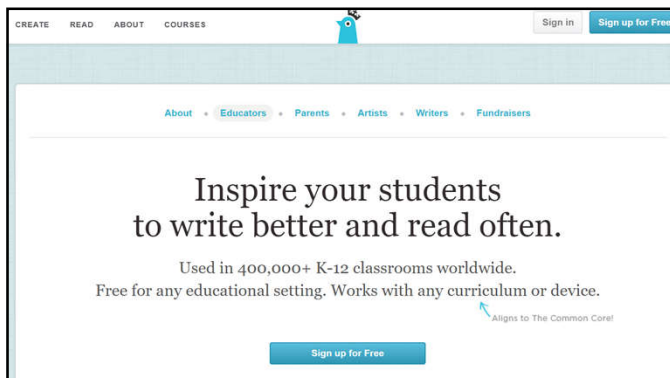 CREATE READ ABOUT COURSES Sign in Sign up for Free
About • Educators • Parents • Artists • Writers • Fundraisers
Inspire your students
to write better and read often.
Used in 400,000+ K-12 classrooms worldwide.
Free for any educational setting. Works with any curriculum or device.
Aligns to The Common Core!
Sign up for Free